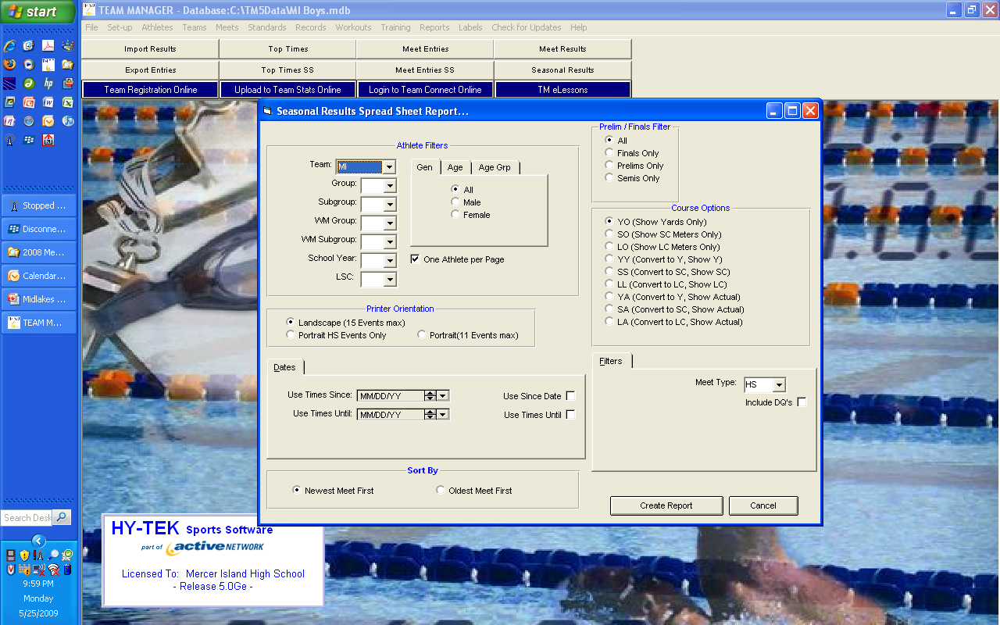 start
TEAM MANAGER - Database:C:\TM5Data\MI Boys.mdb
File Set-up Athletes Teams Meets Standards Records Workouts Training Reports Labels Check for Updates Help
Import Results Top Times Meet Entries Meet Results
Export Entries Top Times SS Meet Entries SS Seasonal Results
Team Registration Online Upload to Team Stats Online Login to Team Connect Online TM eLessons
Seasonal Results Spread Sheet Report...
Athlete Filters
Team: MI
Group:
Subgroup:
WM Group:
WM Subgroup:
School Year:
LSC:
Gen Age Age Grp
All
Male
Female
One Athlete per Page
Printer Orientation
Landscape (15 Events max)
Portrait HS Events Only Portrait(11 Events max)
Dates
Use Times Since: MM/DD/YY Use Since Date
Use Times Until: MM/DD/YY Use Times Until
Sort By
Newest Meet First Oldest Meet First
Prelim / Finals Filter
All
Finals Only
Prelims Only
Semis Only
Course Options
YO (Show Yards Only)
SO (Show SC Meters Only)
LO (Show LC Meters Only)
YY (Convert to Y, Show Y)
SS (Convert to SC, Show SC)
LL (Convert to LC, Show LC)
YA (Convert to Y, Show Actual)
SA (Convert to SC, Show Actual)
LA (Convert to LC, Show Actual)
Filters
Meet Type: HS
Include DQ's
Create Report Cancel
Stopped ...
Disconne...
2008 Me...
Calendar...
Midlakes ...
TEAM M...
Search Desk
9:59 PM
Monday
5/25/2009
HY-TEK Sports Software
part of active NETWORK
Licensed To: Mercer Island High School
- Release 5.0Ge -